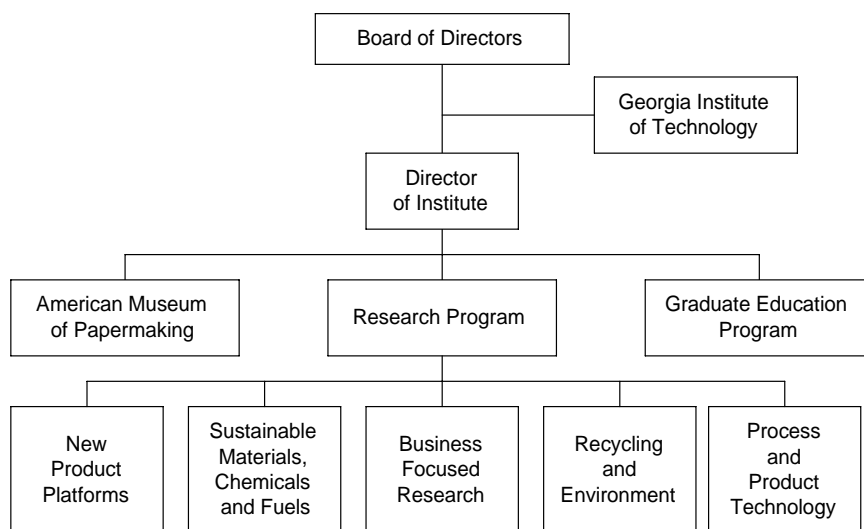 Board of Directors
Georgia Institute
of Technology
Director
of Institute
American Museum
of Papermaking
Research Program
Graduate Education
Program
New
Product
Platforms
Sustainable
Materials,
Chemicals
and Fuels
Business
Focused
Research
Recycling
and
Environment
Process
and
Product
Technology